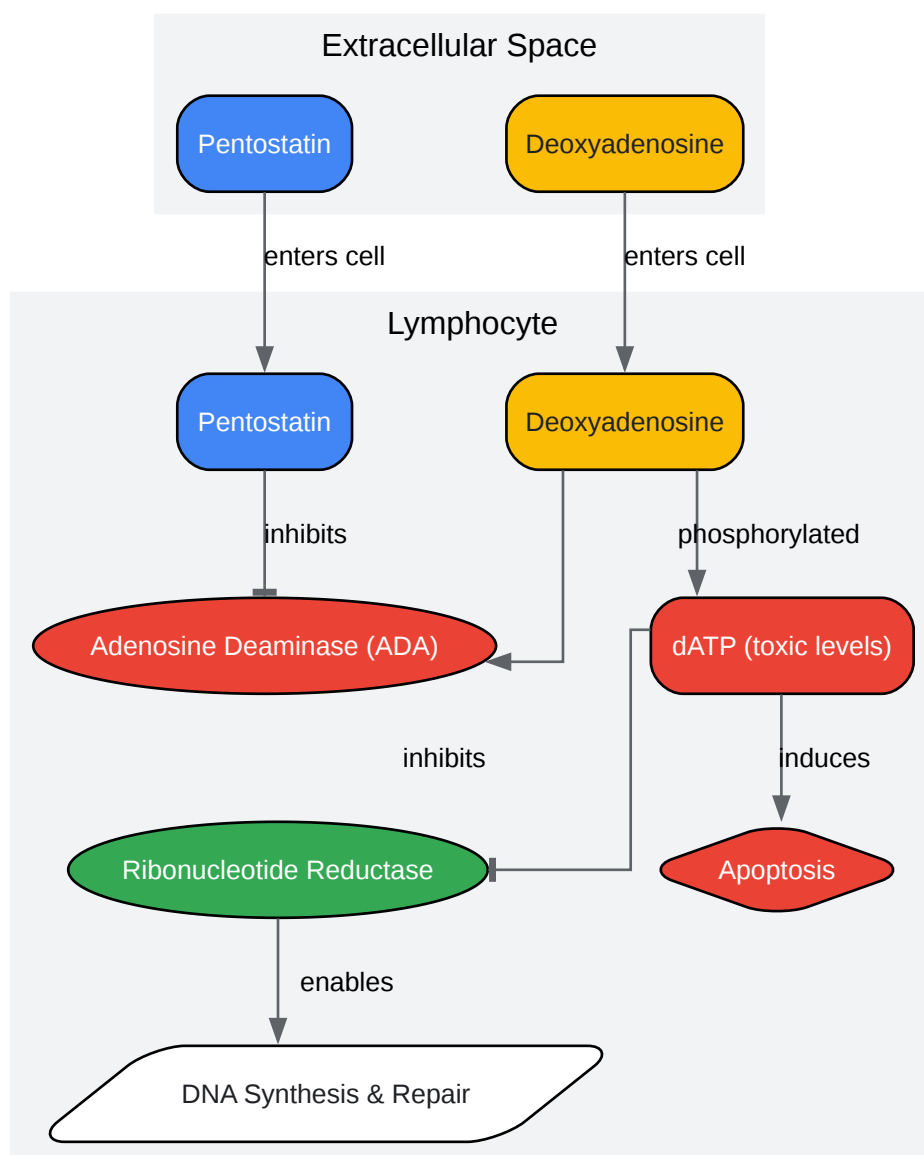 Extracellular Space
Pentostatin
Deoxyadenosine
enters cell
enters cell
Lymphocyte
Pentostatin
Deoxyadenosine
inhibits
phosphorylated
Adenosine Deaminase (ADA)
dATP (toxic levels)
inhibits
induces
Ribonucleotide Reductase
Apoptosis
enables
DNA Synthesis & Repair